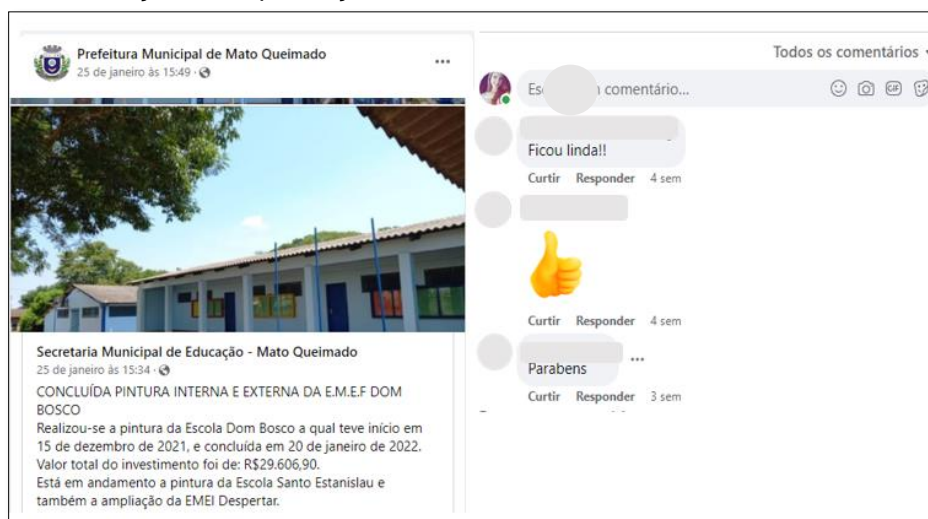 Prefeitura Municipal de Mato Queimado
25 de janeiro às 15:49
Secretaria Municipal de Educação - Mato Queimado
25 de janeiro às 15:34
CONCLUÍDA PINTURA INTERNA E EXTERNA DA E.M.E.F DOM
BOSCO
Realizou-se a pintura da Escola Dom Bosco a qual teve início em
15 de dezembro de 2021, e concluída em 20 de janeiro de 2022.
Valor total do investimento foi de: R$29.606,90.
Está em andamento a pintura da Escola Santo Estanislau e
também a ampliação da EMEI Despertar.
Todos os comentários
comentário...
GIF
Ficou linda!!
Curtir Responder 4 sem
Curtir Responder 4 sem
Parabens
Curtir Responder 3 sem